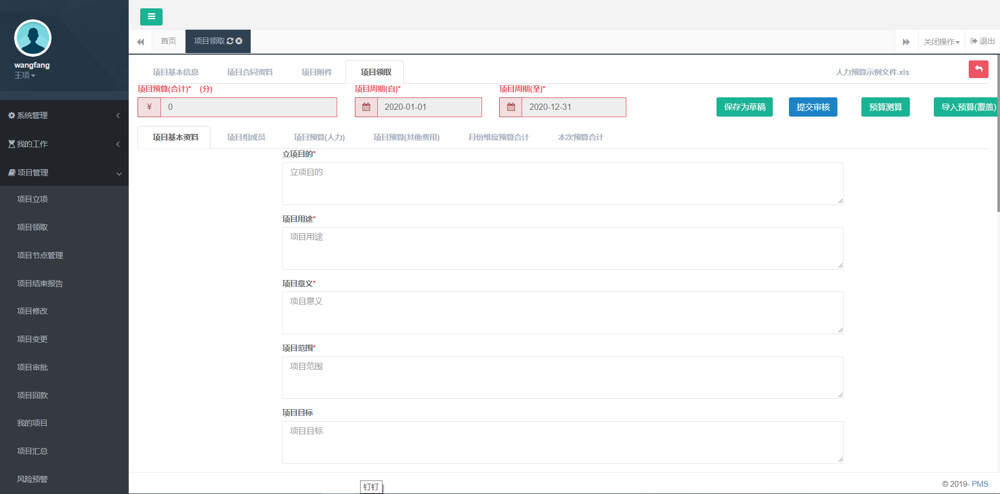 wangfang
王项
系统管理
我的工作
项目管理
项目立项
项目领取
项目节点管理
项目结束报告
项目修改
项目变更
项目审批
项目回款
我的项目
项目汇总
风险预警
首页
项目领取
关闭操作
退出
项目基本信息
项目合同资料
项目附件
项目领取
人力预算示例文件.xls
项目预算(合计)* (分)
项目周期(自)*
项目周期(至)*
¥ 0
2020-01-01
2020-12-31
保存为草稿
提交审核
预算测算
导入预算(覆盖)
项目基本资料
项目组成员
项目预算(人力)
项目预算(其他费用)
月份维度预算合计
本次预算合计
立项目的*
立项目的
项目用途*
项目用途
项目意义*
项目意义
项目范围*
项目范围
项目目标
项目目标
© 2019- PMS
钉钉